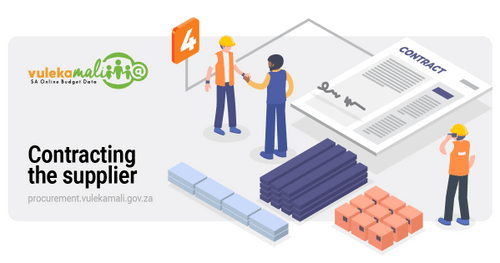 4
vulekamali@
SA Online Budget Data
CONTRACT
Contracting
the supplier
procurement.vulekamali.gov.za